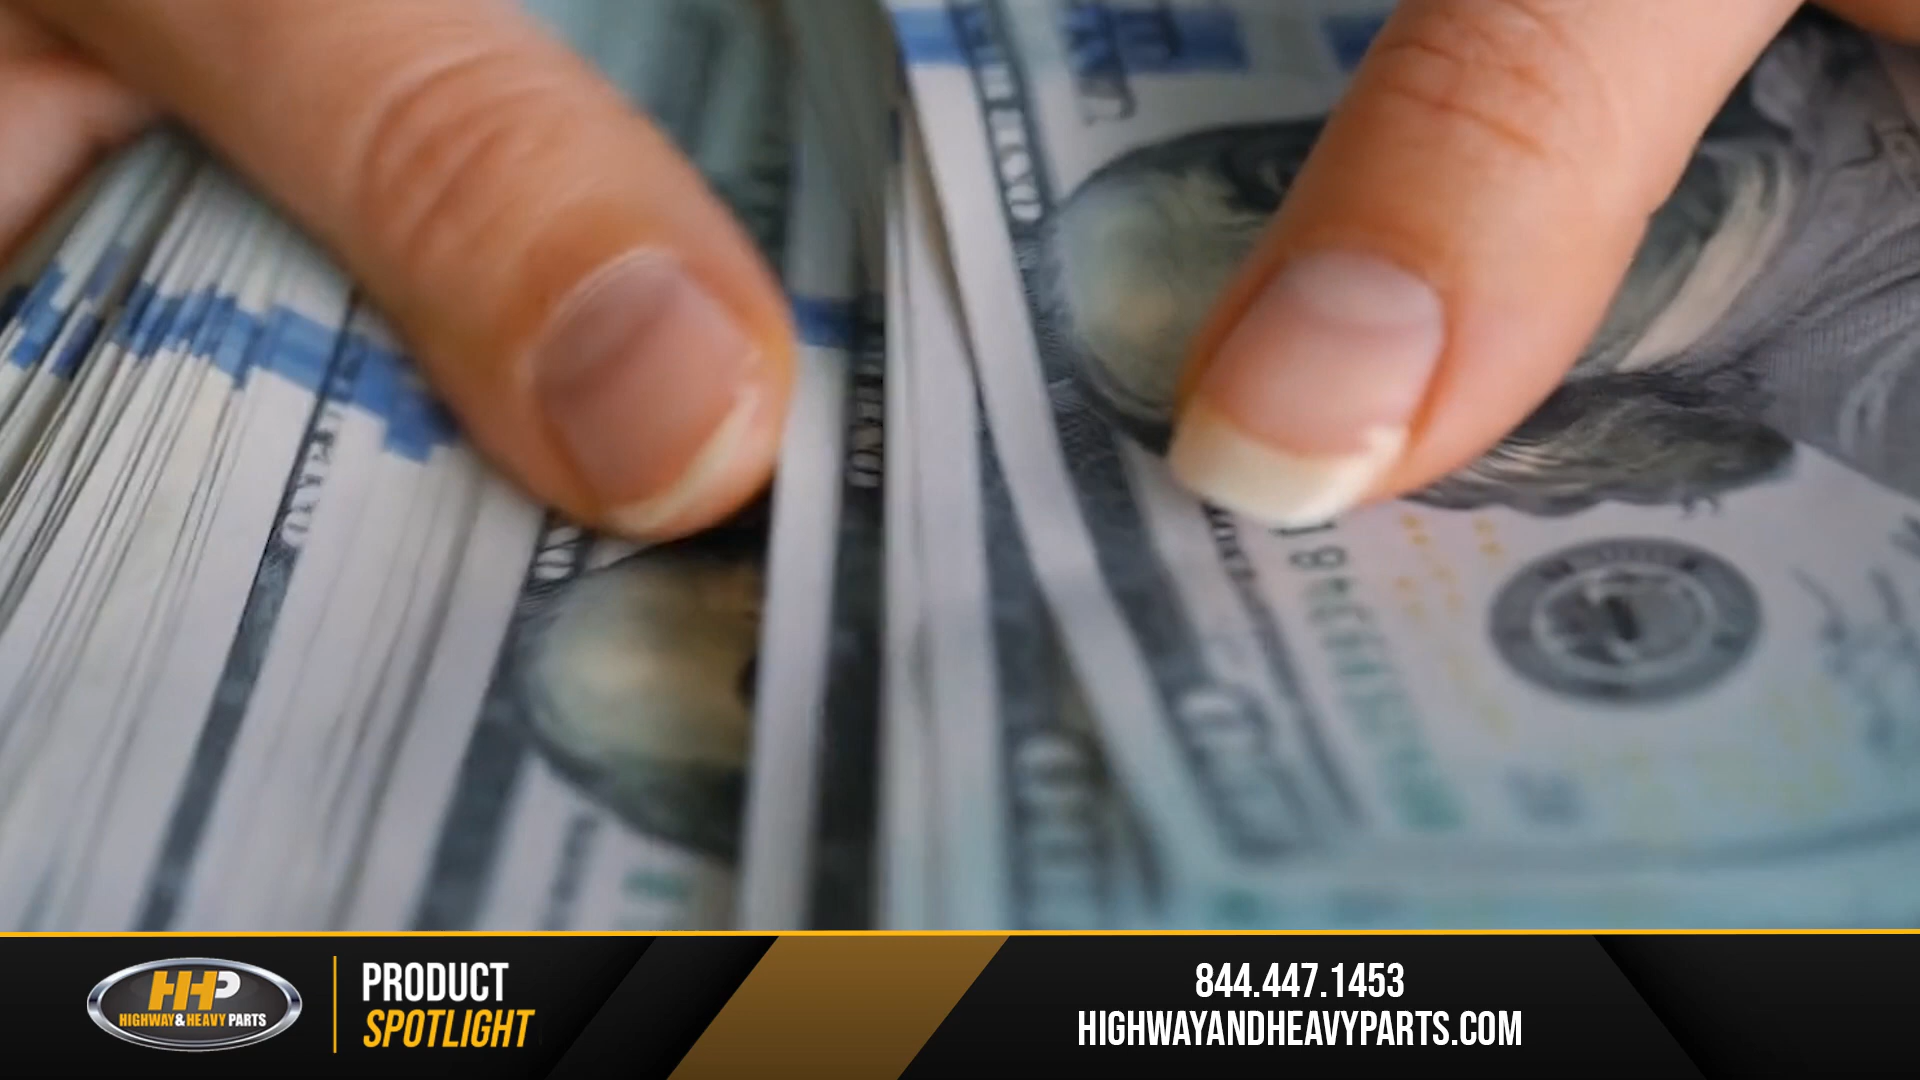 HHP
HIGHWAY & HEAVY PARTS
PRODUCT
SPOTLIGHT
844.447.1453
HIGHWAYANDHEAVYPARTS.COM